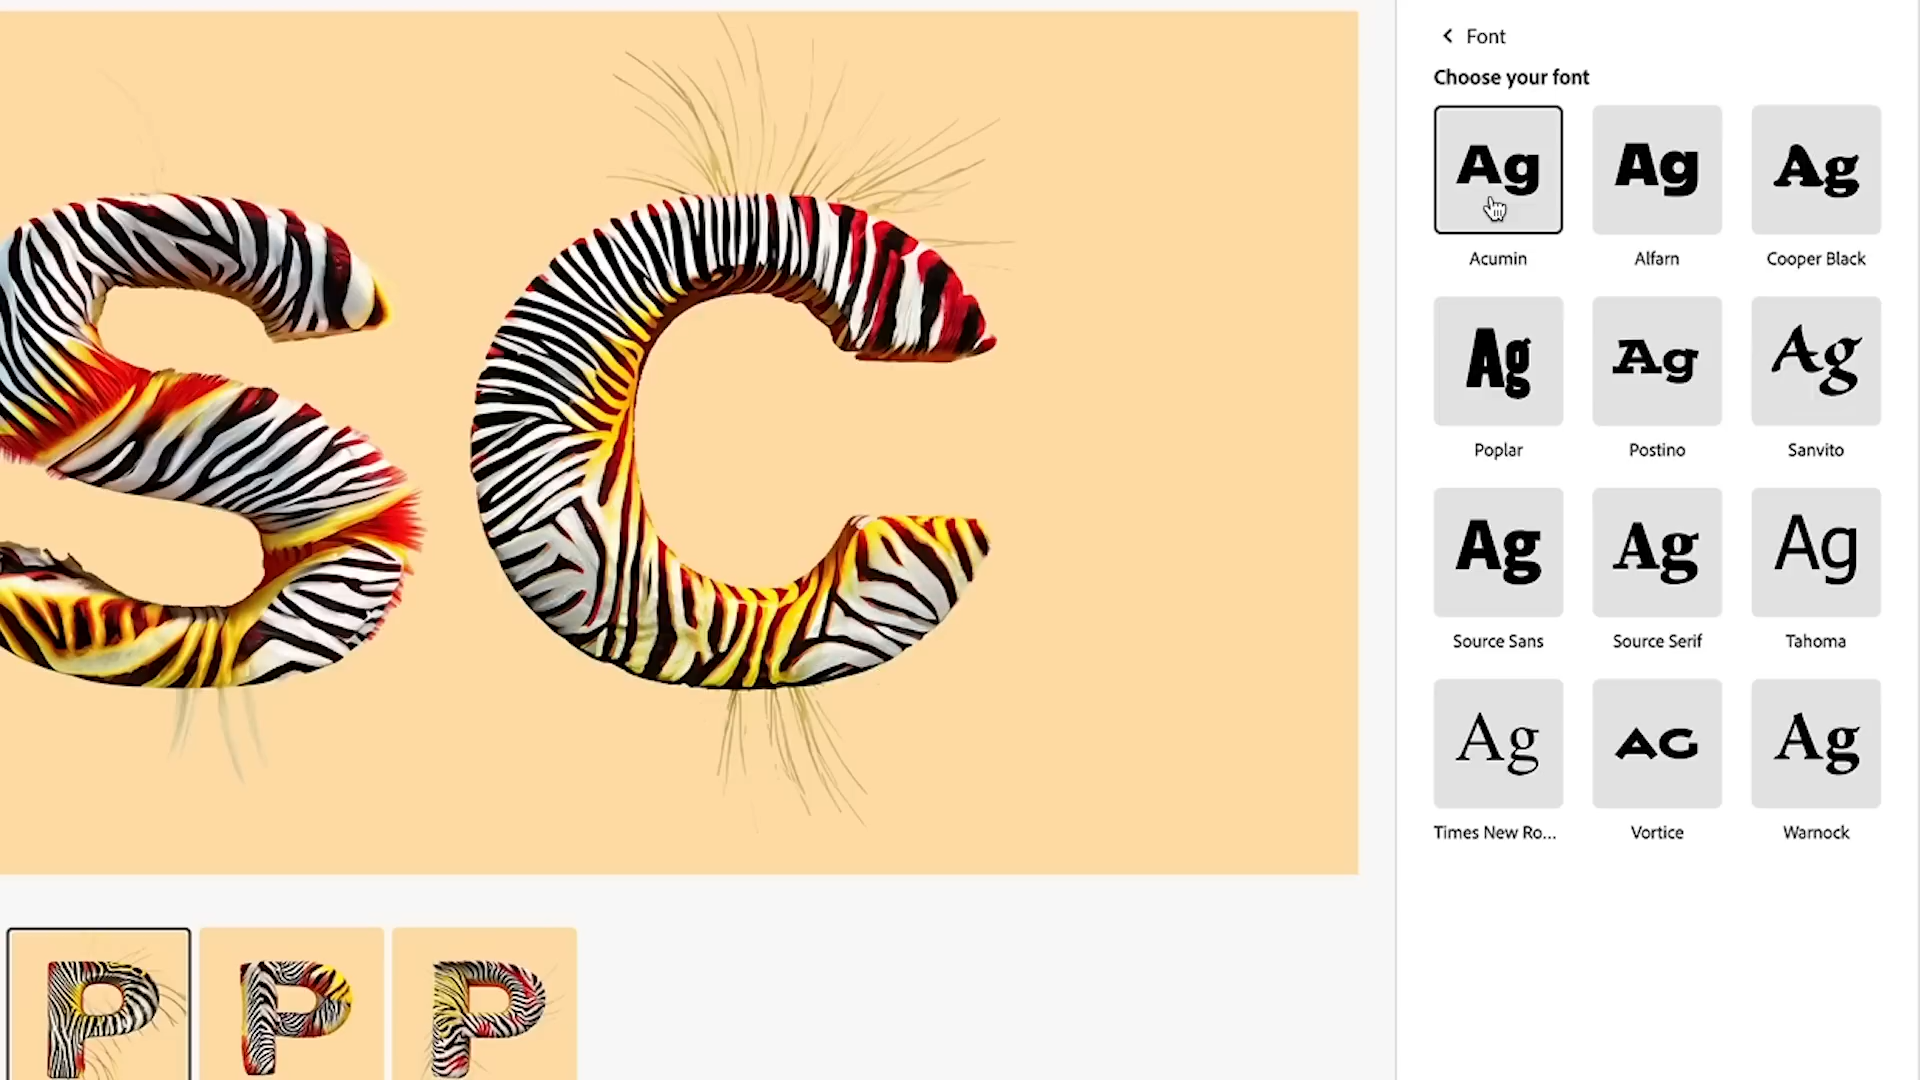 Font
Choose your font
SC
Ag Ag Ag
Acumin Alfarn Cooper Black
Ag Ag Ag
Poplar Postino Sanvito
Ag Ag Ag
Source Sans Source Serif Tahoma
Ag AG Ag
Times New Ro... Vortice Warnock
P P P